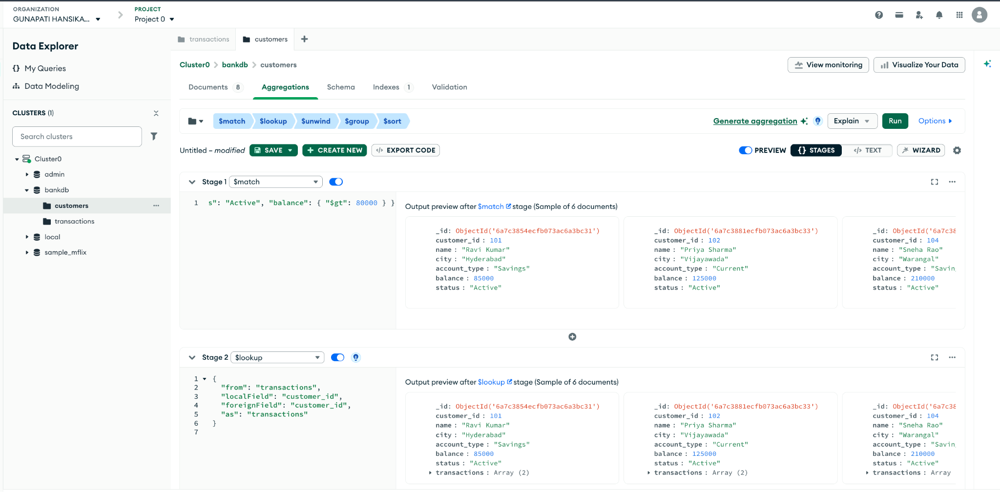 ORGANIZATION
GUNAPATI HANSIKA...
PROJECT
Project 0
Data Explorer
My Queries
Data Modeling
CLUSTERS (1)
Search clusters
Cluster0
admin
bankdb
customers
transactions
local
sample_mflix
transactions
customers
Cluster0 > bankdb > customers
View monitoring
Visualize Your Data
Documents 8
Aggregations
Schema
Indexes 1
Validation
$match
$lookup
$unwind
$group
$sort
Generate aggregation
Explain
Run
Options
Untitled – modified
SAVE
CREATE NEW
EXPORT CODE
PREVIEW
STAGES
TEXT
WIZARD
Stage 1 $match
1 s": "Active", "balance": { "$gt": 80000 } }
Output preview after $match stage (Sample of 6 documents)
_id: ObjectId('6a7c3854ecfb073ac6a3bc31')
customer_id : 101
name : "Ravi Kumar"
city : "Hyderabad"
account_type : "Savings"
balance : 85000
status : "Active"
_id: ObjectId('6a7c3881ecfb073ac6a3bc33')
customer_id : 102
name : "Priya Sharma"
city : "Vijayawada"
account_type : "Current"
balance : 125000
status : "Active"
_id: ObjectId('6a7c38
customer_id : 104
name : "Sneha Rao"
city : "Warangal"
account_type : "Savin
balance : 210000
status : "Active"
Stage 2 $lookup
1 {
2 "from": "transactions",
3 "localField": "customer_id",
4 "foreignField": "customer_id",
5 "as": "transactions"
6 }
7
Output preview after $lookup stage (Sample of 6 documents)
_id: ObjectId('6a7c3854ecfb073ac6a3bc31')
customer_id : 101
name : "Ravi Kumar"
city : "Hyderabad"
account_type : "Savings"
balance : 85000
status : "Active"
transactions : Array (2)
_id: ObjectId('6a7c3881ecfb073ac6a3bc33')
customer_id : 102
name : "Priya Sharma"
city : "Vijayawada"
account_type : "Current"
balance : 125000
status : "Active"
transactions : Array (2)
_id: ObjectId('6a7c38
customer_id : 104
name : "Sneha Rao"
city : "Warangal"
account_type : "Savin
balance : 210000
status : "Active"
transactions : Array